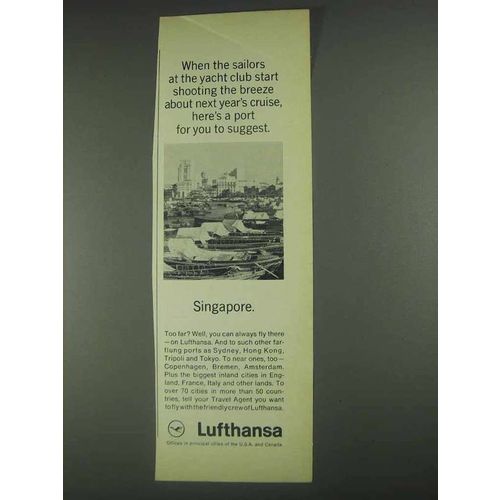 When the sailors
at the yacht club start
shooting the breeze
about next year's cruise,
here's a port
for you to suggest.
Singapore.
Too far? Well, you can always fly there
—on Lufthansa. And to such other far-
flung ports as Sydney, Hong Kong,
Tripoli and Tokyo. To near ones, too—
Copenhagen, Bremen, Amsterdam.
Plus the biggest inland cities in Eng-
land, France, Italy and other lands. To
over 70 cities in more than 50 coun-
tries, tell your Travel Agent you want
to fly with the friendly crew of Lufthansa.
Lufthansa
Offices in principal cities of the U.S.A. and Canada